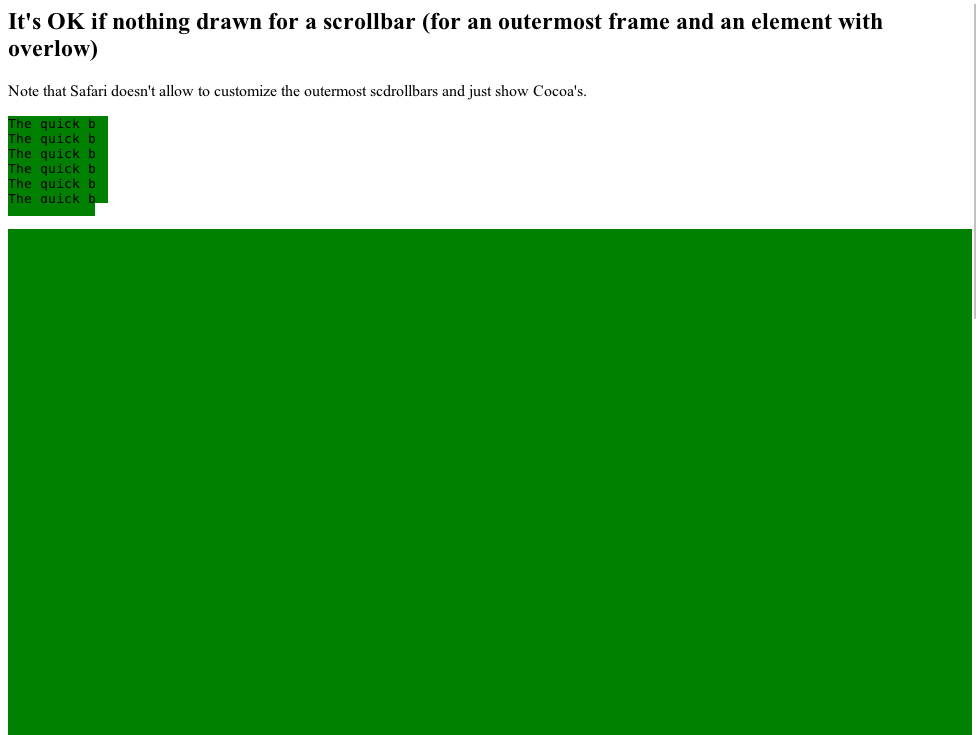 It's OK if nothing drawn for a scrollbar (for an outermost frame and an element with
overlow)
Note that Safari doesn't allow to customize the outermost scdrollbars and just show Cocoa's.
The quick b
The quick b
The quick b
The quick b
The quick b
The quick b